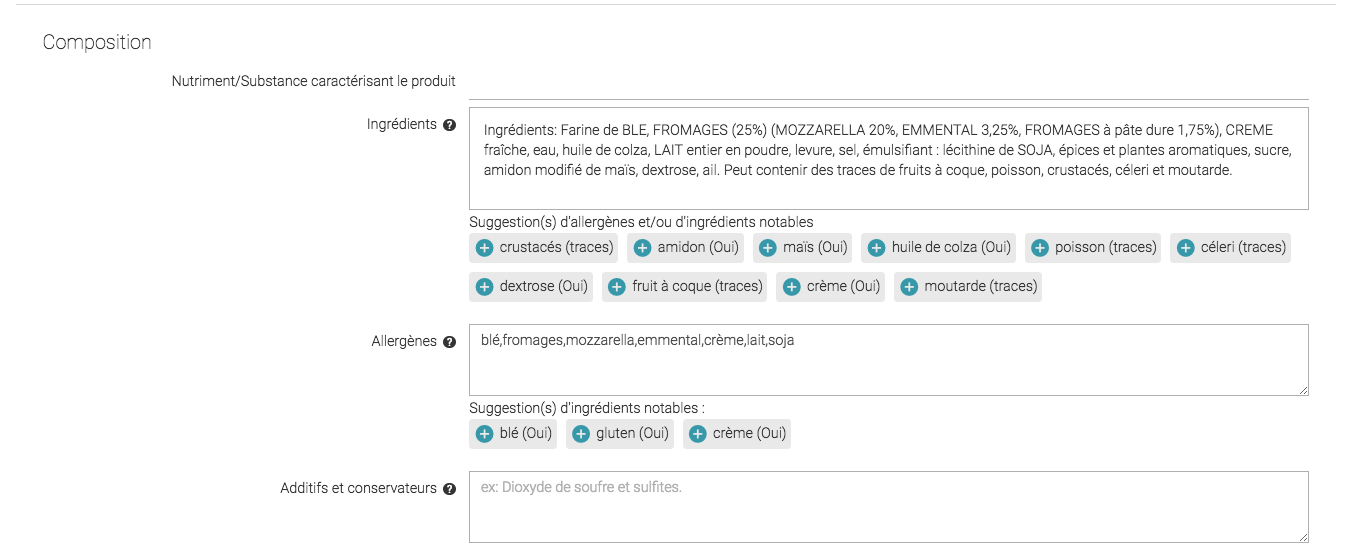 Composition
Nutriment/Substance caractérisant le produit
Ingrédients
Ingrédients: Farine de BLE, FROMAGES (25%) (MOZZARELLA 20%, EMMENTAL 3,25%, FROMAGES à pâte dure 1,75%), CREME
fraîche, eau, huile de colza, LAIT entier en poudre, levure, sel, émulsifiant : lécithine de SOJA, épices et plantes aromatiques, sucre,
amidon modifié de maïs, dextrose, ail. Peut contenir des traces de fruits à coque, poisson, crustacés, céleri et moutarde.
Suggestion(s) d'allergènes et/ou d'ingrédients notables
crustacés (traces) amidon (Oui) maïs (Oui) huile de colza (Oui) poisson (traces) céleri (traces)
dextrose (Oui) fruit à coque (traces) crème (Oui) moutarde (traces)
Allergènes
blé,fromages,mozzarella,emmental,crème,lait,soja
Suggestion(s) d'ingrédients notables :
blé (Oui) gluten (Oui) crème (Oui)
Additifs et conservateurs
ex: Dioxyde de soufre et sulfites.